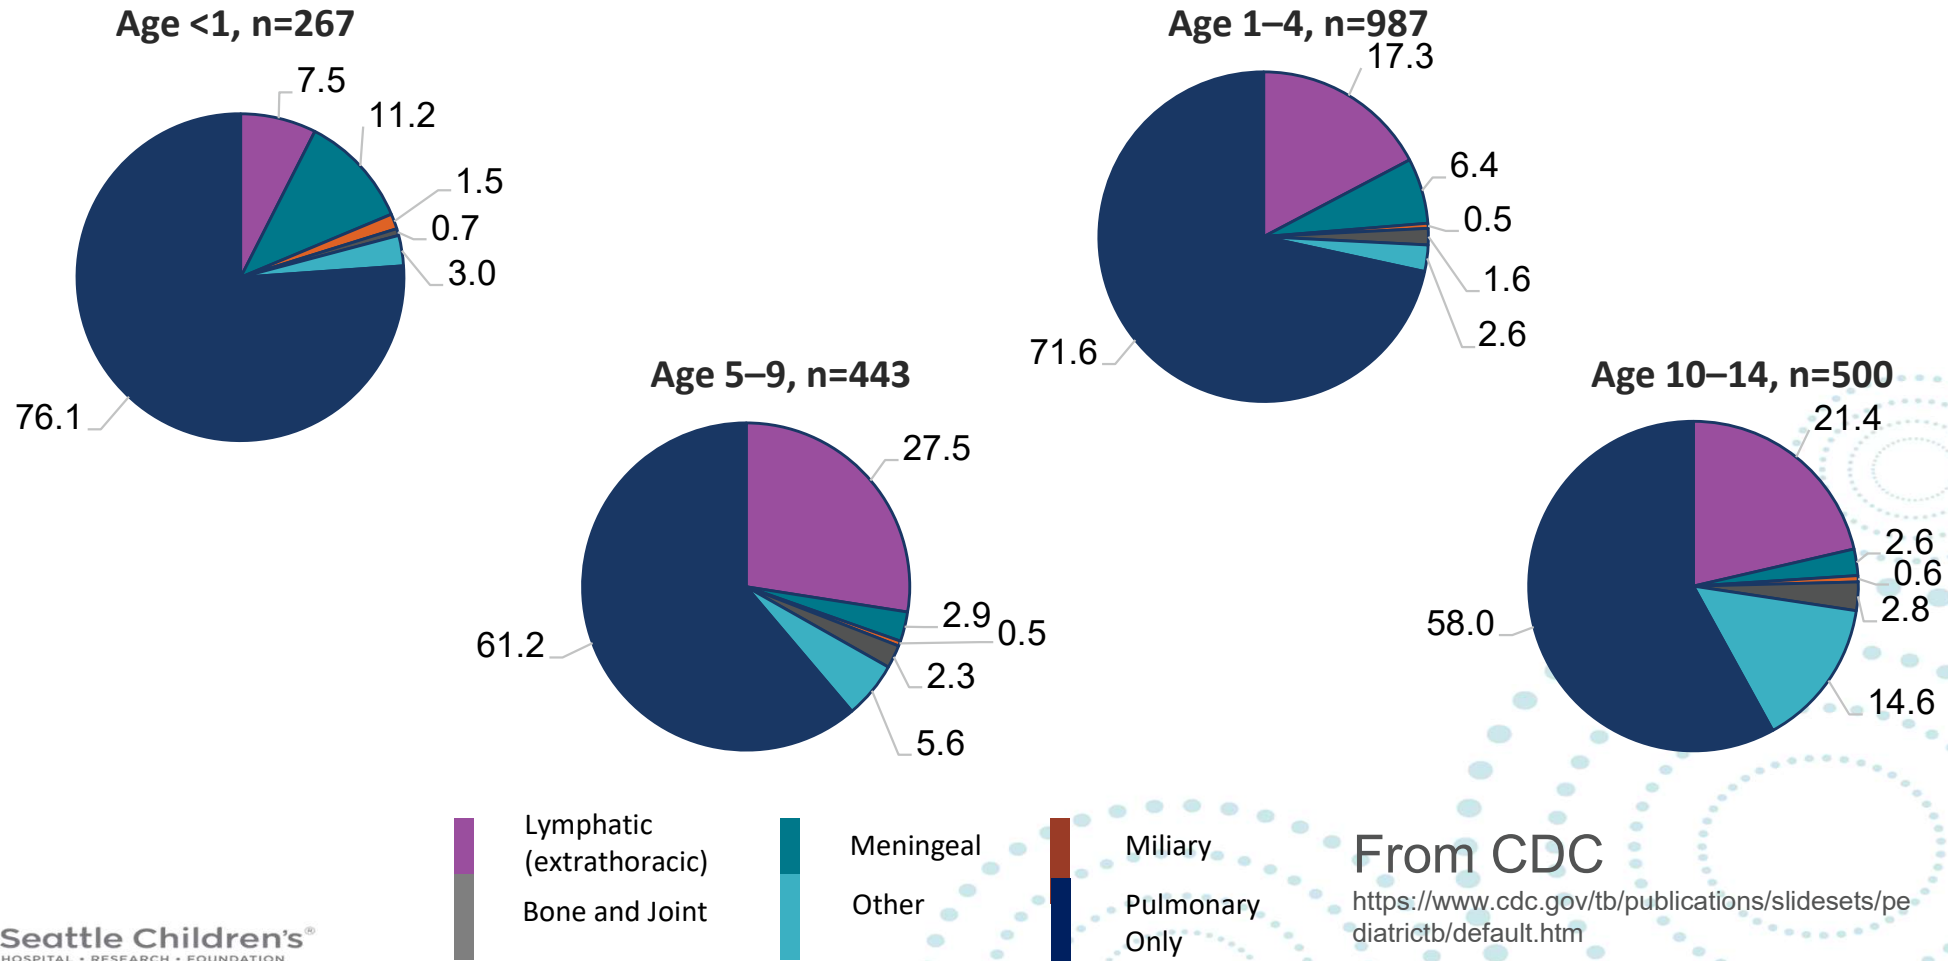 Age <1, n=267
7.5
11.2
1.5
0.7
3.0
76.1
Age 1–4, n=987
17.3
6.4
0.5
1.6
2.6
71.6
Age 5–9, n=443
27.5
2.9
0.5
2.3
5.6
61.2
Age 10–14, n=500
21.4
2.6
0.6
2.8
14.6
58.0
Lymphatic
(extrathoracic)
Bone and Joint
Meningeal
Other
Miliary
Pulmonary
Only
From CDC
https://www.cdc.gov/tb/publications/slidesets/pe
diatrictb/default.htm
Seattle Children's®
HOSPITAL • RESEARCH • FOUNDATION